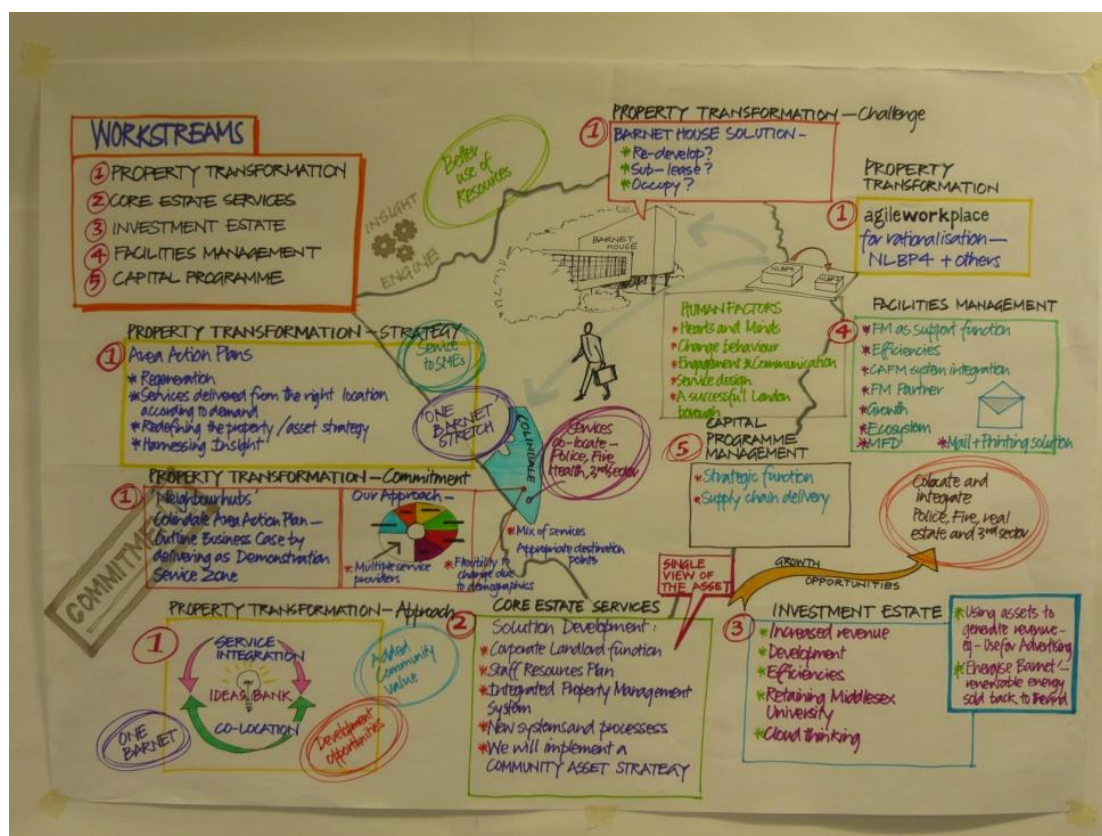 WORKSTREAMS
① PROPERTY TRANSFORMATION
② CORE ESTATE SERVICES
③ INVESTMENT ESTATE
④ FACILITIES MANAGEMENT
⑤ CAPITAL PROGRAMME
INSIGHT
ENGINE
Better
use of
Resources
PROPERTY TRANSFORMATION — Challenge
① BARNET HOUSE SOLUTION —
* Re-develop?
* Sub-lease?
* Occupy?
BARNET
HOUSE
PROPERTY
TRANSFORMATION
① agileworkplace
for rationalisation —
NLBP4 + others
NLBP4
PROPERTY TRANSFORMATION — STRATEGY
① Area Action Plans
* Regeneration
* Services delivered from the right location
according to demand
* Redefining the property/asset strategy
* Harnessing Insight
Service
to SMEs
'ONE
BARNET
STRETCH'
COLINDALE
Services
co-locate —
Police, Fire,
Health, 3rd sector
HUMAN FACTORS
* Hearts and Minds
* Change behaviour
* Engagement & Communication
* Service design
* A successful London
borough
FACILITIES MANAGEMENT
④ * FM as support function
* Efficiencies
* CAFM system integration
* FM Partner
* Growth
* Ecosystem
* MFD
* Mail + Printing solution
CAPITAL
PROGRAMME
MANAGEMENT
⑤ * Strategic function
* Supply chain delivery
PROPERTY TRANSFORMATION — Commitment
① 'Neighbourhubs'
Colindale Area Action Plan —
Outline Business Case by
delivering as Demonstration
Service Zone
COMMITMENT
Our Approach —
* Multiple service
providers
* Flexibility to
change due
to demographics
* Mix of services
Appropriate destination
points
Colocate and
integrate
Police, Fire, real
estate and 3rd sector
GROWTH
OPPORTUNITIES
SINGLE
VIEW OF
THE ASSET
PROPERTY TRANSFORMATION — Approach
①
SERVICE
INTEGRATION
IDEAS BANK
CO-LOCATION
ONE
BARNET
Added
Community
value
Development
opportunities
CORE ESTATE SERVICES
② Solution Development:
* Corporate Landlord function
* Staff Resources Plan
* Integrated Property Management
System
* New systems and processess
* We will implement a
COMMUNITY ASSET STRATEGY
INVESTMENT ESTATE
③ * Increased revenue
* Development
* Efficiencies
* Retaining Middlesex
University
* Cloud thinking
* Using assets to
generate revenue —
eg - Use for Advertising
* 'Energise Barnet' —
renewable energy
sold back to the grid